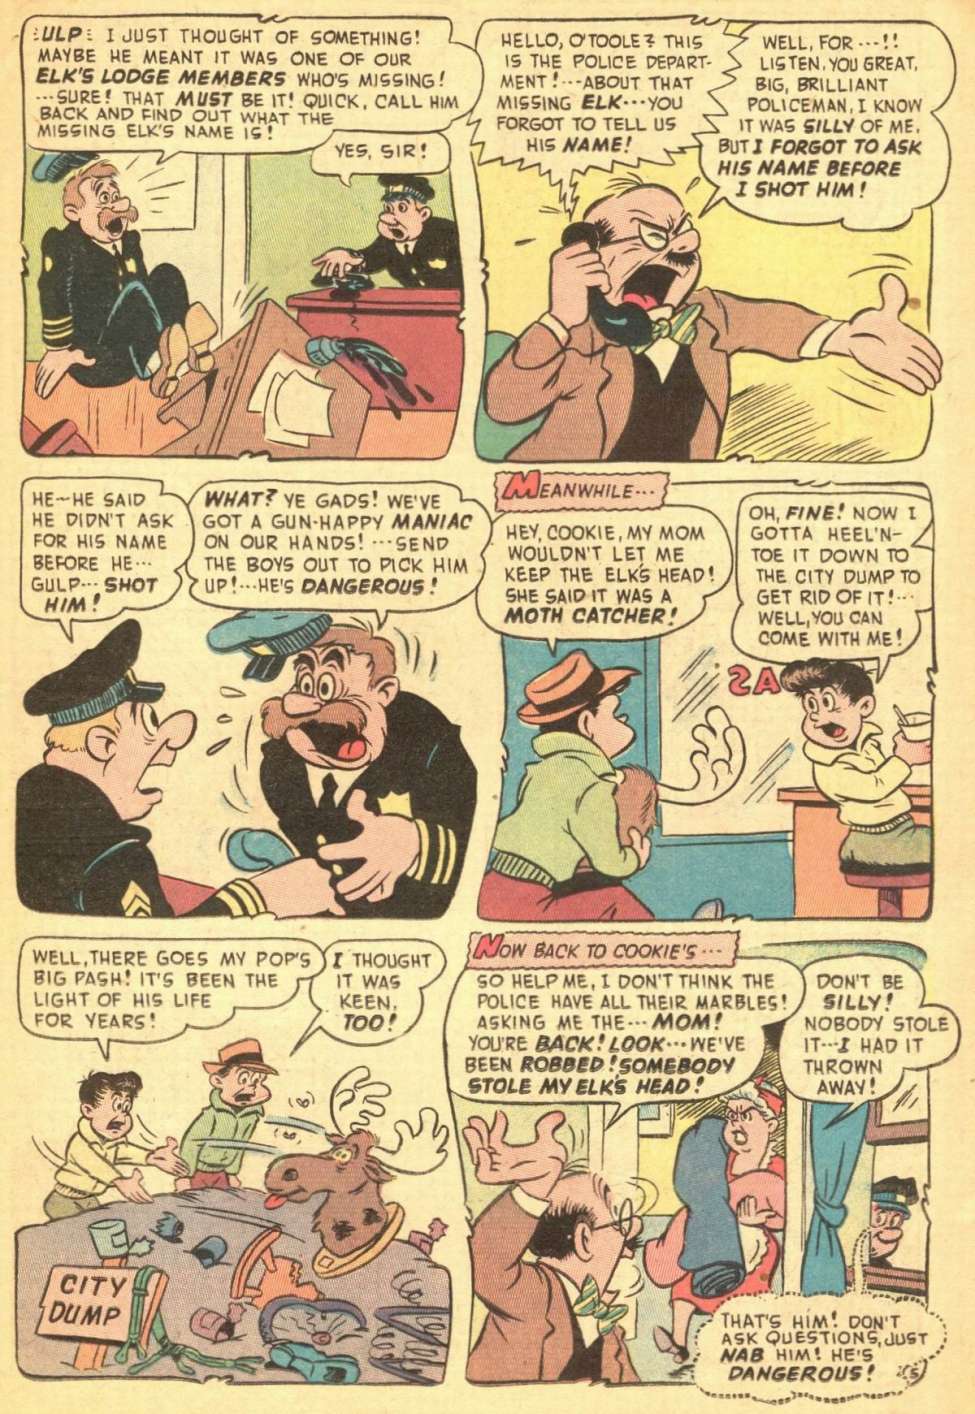 :ULP: I JUST THOUGHT OF SOMETHING!
MAYBE HE MEANT IT WAS ONE OF OUR
ELK'S LODGE MEMBERS WHO'S MISSING!
...SURE! THAT MUST BE IT! QUICK, CALL HIM
BACK AND FIND OUT WHAT THE
MISSING ELK'S NAME IS!
YES, SIR!
HELLO, O'TOOLE? THIS
IS THE POLICE DEPART-
MENT!...ABOUT THAT
MISSING ELK...YOU
FORGOT TO TELL US
HIS NAME!
WELL, FOR ---!!
LISTEN, YOU GREAT,
BIG, BRILLIANT
POLICEMAN, I KNOW
IT WAS SILLY OF ME,
BUT I FORGOT TO ASK
HIS NAME BEFORE
I SHOT HIM!
HE-HE SAID
HE DIDN'T ASK
FOR HIS NAME
BEFORE HE...
GULP... SHOT
HIM!
WHAT? YE GADS! WE'VE
GOT A GUN-HAPPY MANIAC
ON OUR HANDS! ...SEND
THE BOYS OUT TO PICK HIM
UP!...HE'S DANGEROUS!
MEANWHILE...
HEY, COOKIE, MY MOM
WOULDN'T LET ME
KEEP THE ELK'S HEAD!
SHE SAID IT WAS A
MOTH CATCHER!
OH, FINE! NOW I
GOTTA HEEL'N-
TOE IT DOWN TO
THE CITY DUMP TO
GET RID OF IT!...
WELL, YOU CAN
COME WITH ME!
AS
WELL, THERE GOES MY POP'S
BIG PASH! IT'S BEEN THE
LIGHT OF HIS LIFE
FOR YEARS!
I THOUGHT
IT WAS
KEEN,
TOO!
CITY
DUMP
NOW BACK TO COOKIE'S...
SO HELP ME, I DON'T THINK THE
POLICE HAVE ALL THEIR MARBLES!
ASKING ME THE... MOM!
YOU'RE BACK! LOOK... WE'VE
BEEN ROBBED! SOMEBODY
STOLE MY ELK'S HEAD!
DON'T BE
SILLY!
NOBODY STOLE
IT...I HAD IT
THROWN
AWAY!
THAT'S HIM! DON'T
ASK QUESTIONS, JUST
NAB HIM! HE'S
DANGEROUS!
5